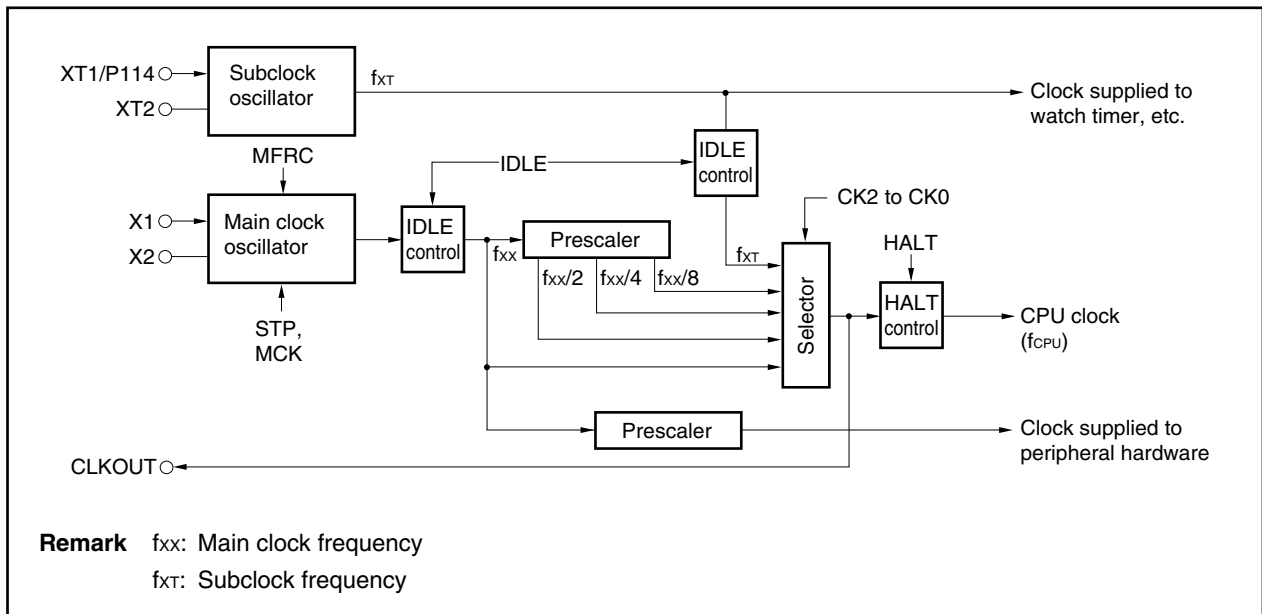 XT1/P114
XT2
Subclock
oscillator
fXT
Clock supplied to
watch timer, etc.
MFRC
IDLE
IDLE
control
X1
X2
Main clock
oscillator
IDLE
control
fXX
Prescaler
fXX/2
fXX/4
fXX/8
fXT
CK2 to CK0
Selector
HALT
HALT
control
CPU clock
(fCPU)
STP,
MCK
Prescaler
Clock supplied to
peripheral hardware
CLKOUT
Remark fXX: Main clock frequency
fXT: Subclock frequency